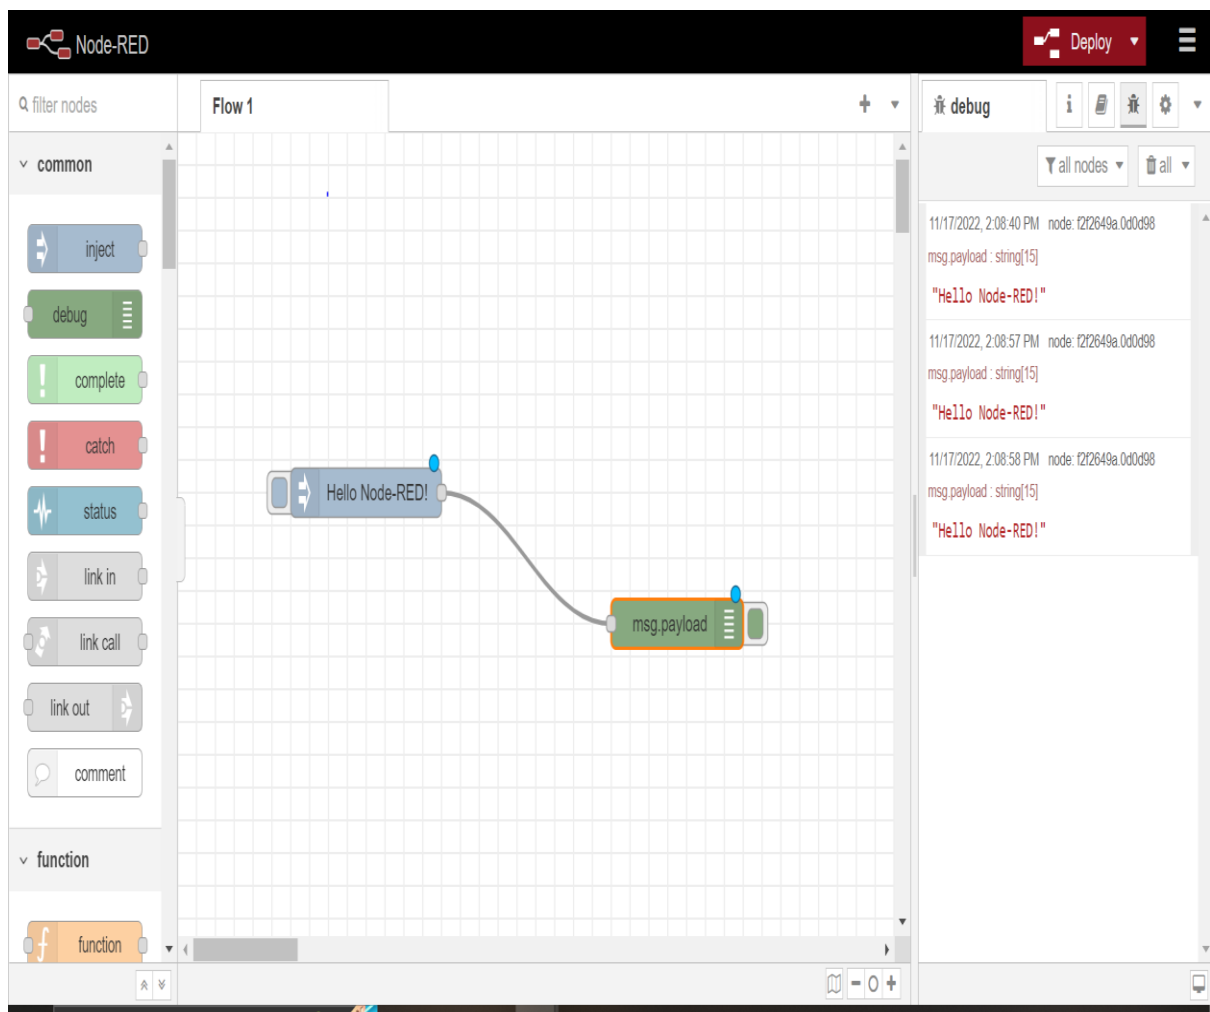 Node-RED
Deploy
filter nodes
Flow 1
debug
common
all nodes
all
inject
debug
complete
catch
status
link in
link call
link out
comment
function
function
Hello Node-RED!
msg.payload
11/17/2022, 2:08:40 PM node: f2f2649a.0d0d98
msg.payload : string[15]
"Hello Node-RED!"
11/17/2022, 2:08:57 PM node: f2f2649a.0d0d98
msg.payload : string[15]
"Hello Node-RED!"
11/17/2022, 2:08:58 PM node: f2f2649a.0d0d98
msg.payload : string[15]
"Hello Node-RED!"